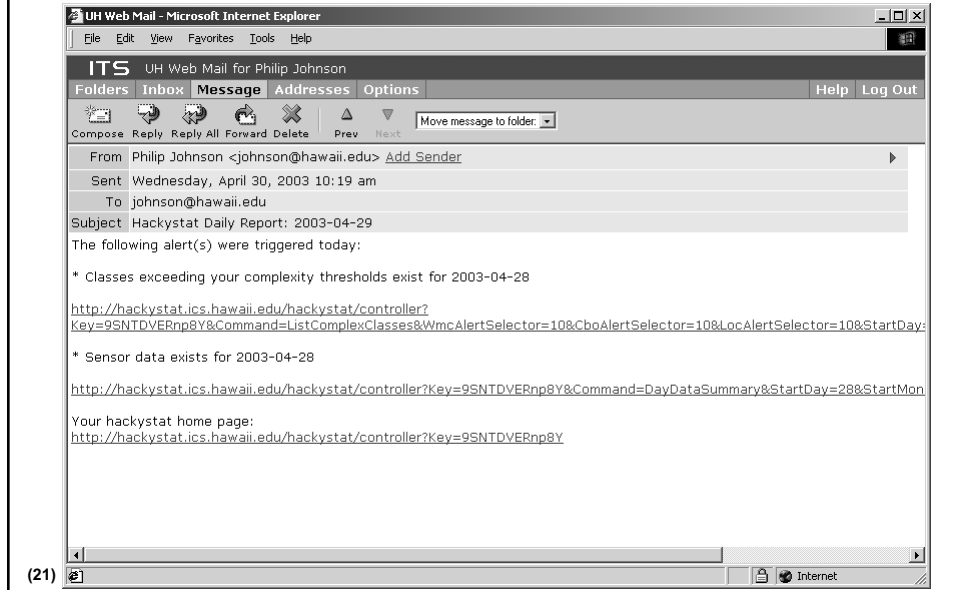 UH Web Mail - Microsoft Internet Explorer
File Edit View Favorites Tools Help
ITS UH Web Mail for Philip Johnson
Folders Inbox Message Addresses Options Help Log Out
Compose Reply Reply All Forward Delete Prev Next Move message to folder:
From Philip Johnson <johnson@hawaii.edu> Add Sender
Sent Wednesday, April 30, 2003 10:19 am
To johnson@hawaii.edu
Subject Hackystat Daily Report: 2003-04-29
The following alert(s) were triggered today:
* Classes exceeding your complexity thresholds exist for 2003-04-28
http://hackystat.ics.hawaii.edu/hackystat/controller?
Key=9SNTDVERnp8Y&Command=ListComplexClasses&WmcAlertSelector=10&CboAlertSelector=10&LocAlertSelector=10&StartDay=
* Sensor data exists for 2003-04-28
http://hackystat.ics.hawaii.edu/hackystat/controller?Key=9SNTDVERnp8Y&Command=DayDataSummary&StartDay=28&StartMon
Your hackystat home page:
http://hackystat.ics.hawaii.edu/hackystat/controller?Key=9SNTDVERnp8Y
(21) Internet